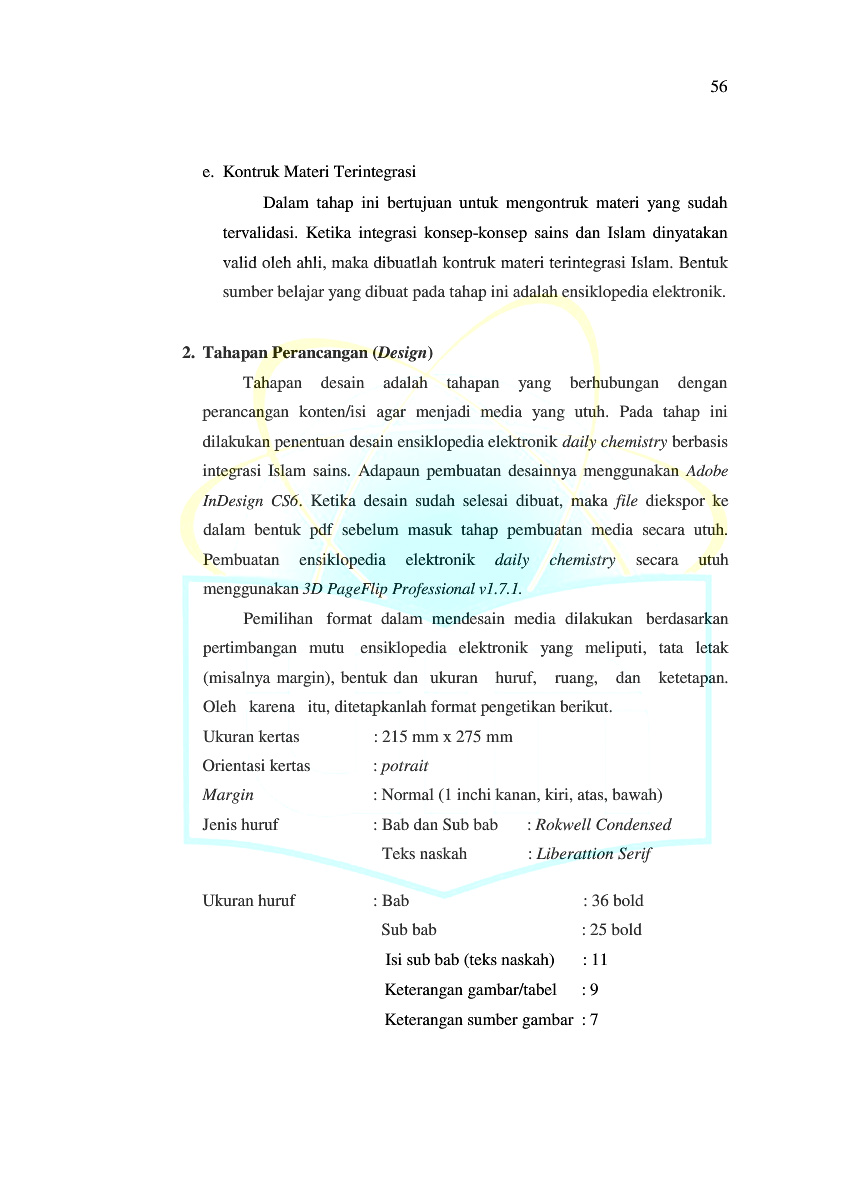 56
e. Kontruk Materi Terintegrasi
Dalam tahap ini bertujuan untuk mengontruk materi yang sudah
tervalidasi. Ketika integrasi konsep-konsep sains dan Islam dinyatakan
valid oleh ahli, maka dibuatlah kontruk materi terintegrasi Islam. Bentuk
sumber belajar yang dibuat pada tahap ini adalah ensiklopedia elektronik.
2. Tahapan Perancangan (Design)
Tahapan desain adalah tahapan yang berhubungan dengan
perancangan konten/isi agar menjadi media yang utuh. Pada tahap ini
dilakukan penentuan desain ensiklopedia elektronik daily chemistry berbasis
integrasi Islam sains. Adapaun pembuatan desainnya menggunakan Adobe
InDesign CS6. Ketika desain sudah selesai dibuat, maka file diekspor ke
dalam bentuk pdf sebelum masuk tahap pembuatan media secara utuh.
Pembuatan ensiklopedia elektronik daily chemistry secara utuh
menggunakan 3D PageFlip Professional v1.7.1.
Pemilihan format dalam mendesain media dilakukan berdasarkan
pertimbangan mutu ensiklopedia elektronik yang meliputi, tata letak
(misalnya margin), bentuk dan ukuran huruf, ruang, dan ketetapan.
Oleh karena itu, ditetapkanlah format pengetikan berikut.
Ukuran kertas : 215 mm x 275 mm
Orientasi kertas : potrait
Margin : Normal (1 inchi kanan, kiri, atas, bawah)
Jenis huruf : Bab dan Sub bab : Rokwell Condensed
Teks naskah : Liberattion Serif
Ukuran huruf : Bab : 36 bold
Sub bab : 25 bold
Isi sub bab (teks naskah) : 11
Keterangan gambar/tabel : 9
Keterangan sumber gambar : 7